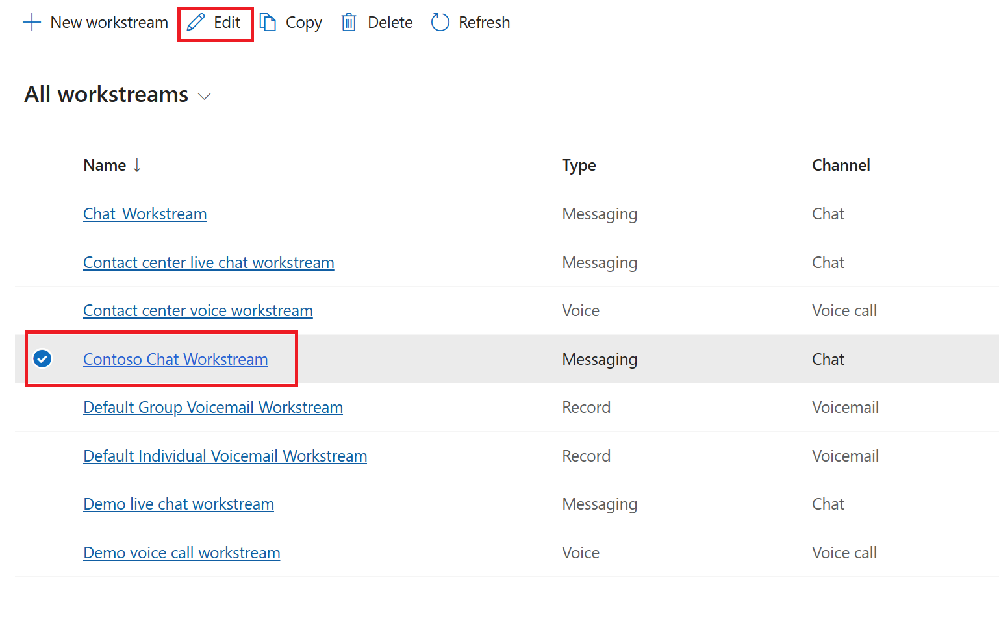 New workstream Edit Copy Delete Refresh
All workstreams
Name Type Channel
Chat Workstream Messaging Chat
Contact center live chat workstream Messaging Chat
Contact center voice workstream Voice Voice call
Contoso Chat Workstream Messaging Chat
Default Group Voicemail Workstream Record Voicemail
Default Individual Voicemail Workstream Record Voicemail
Demo live chat workstream Messaging Chat
Demo voice call workstream Voice Voice call